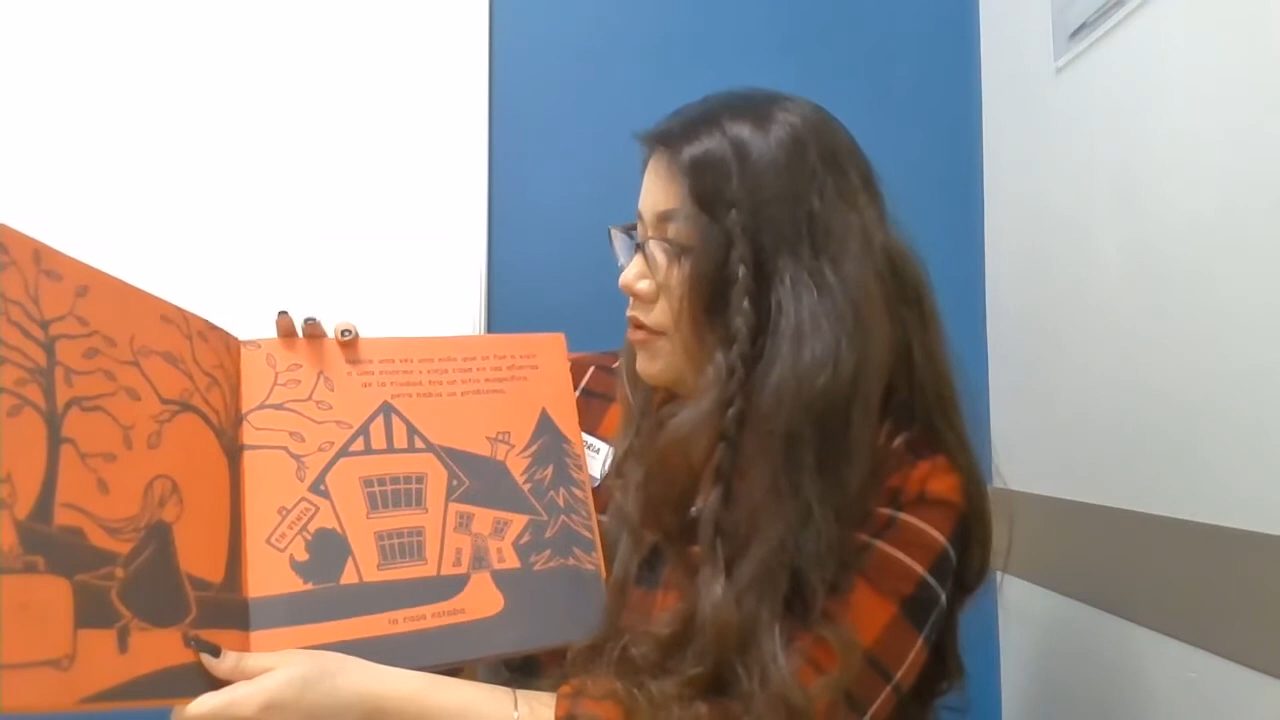 Había una vez una niña que se fue a vivir
a una enorme y vieja casa en las afueras
de la ciudad. Era un sitio magnífico,
pero había un problema.
EN VENTA
la casa estaba
ORIA